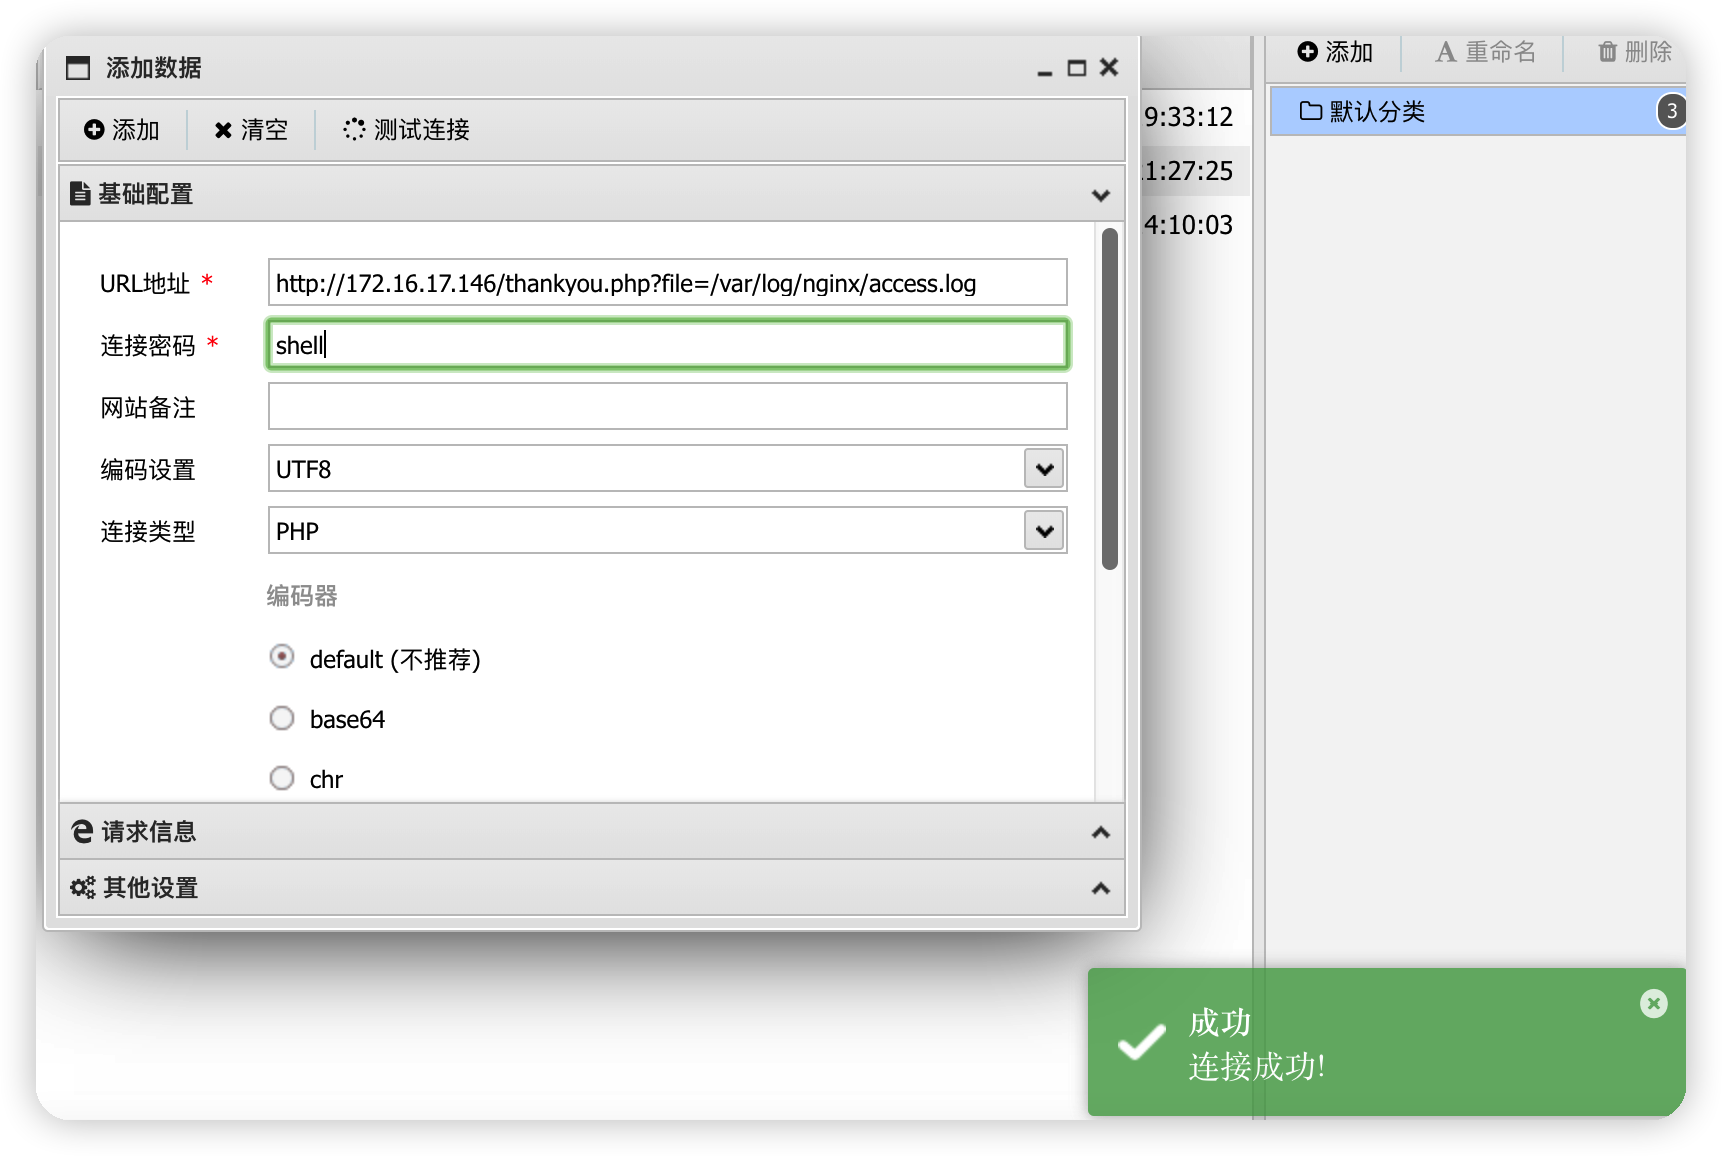 添加数据
添加 清空 测试连接
基础配置
URL地址 * http://172.16.17.146/thankyou.php?file=/var/log/nginx/access.log
连接密码 * shell
网站备注
编码设置 UTF8
连接类型 PHP
编码器
default (不推荐)
base64
chr
请求信息
其他设置
9:33:12
1:27:25
4:10:03
添加 重命名 删除
默认分类 3
成功
连接成功!